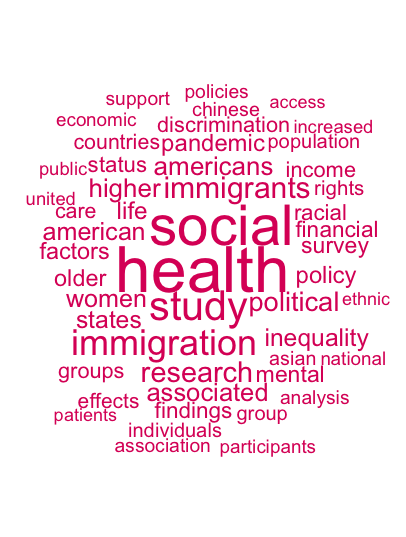 policies
support
chinese access
economic discrimination increased
countries pandemic population
public status americans income
united higher immigrants rights
care life social racial
american financial
factors survey
health
older policy
women study political ethnic
states
immigration inequality
asian national
groups research mental
associated
effects analysis
patients findings group
individuals
association participants